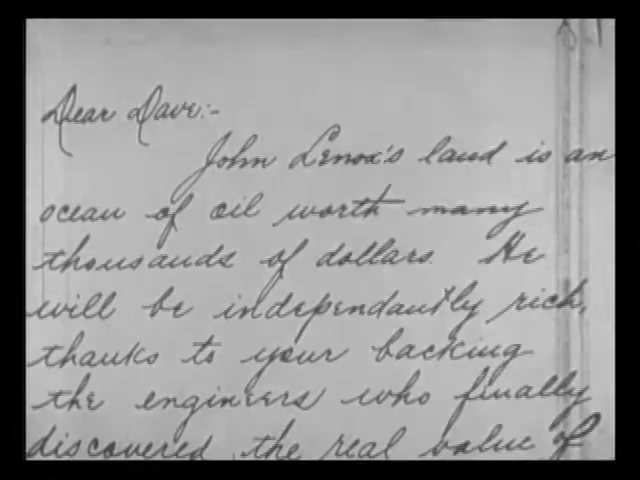 Dear Dave:-
John Lenox's land is an
ocean of oil worth many
thousands of dollars. He
will be independantly rich,
thanks to your backing
the engineers who finally
discovered the real value of